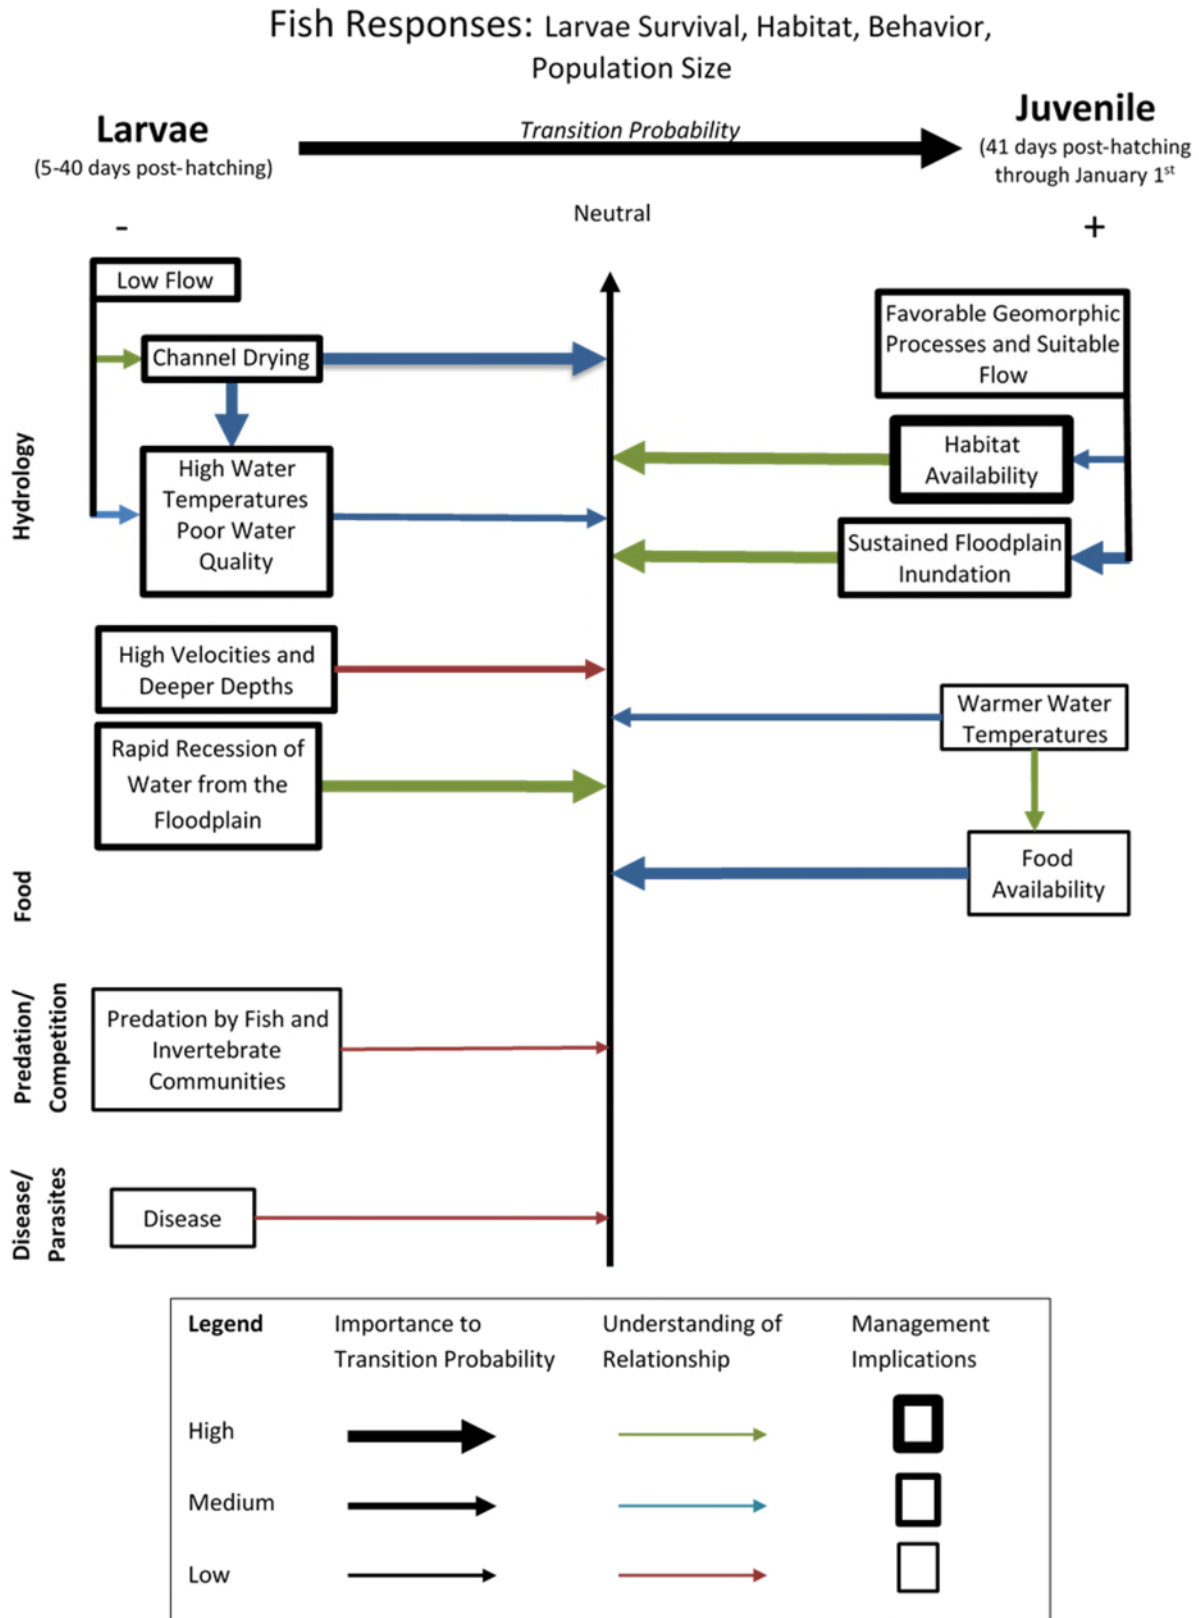 Fish Responses: Larvae Survival, Habitat, Behavior,
Population Size
Larvae
(5-40 days post-hatching)
Transition Probability
Juvenile
(41 days post-hatching
through January 1st
-
Neutral
+
Hydrology
Low Flow
Channel Drying
High Water
Temperatures
Poor Water
Quality
High Velocities and
Deeper Depths
Rapid Recession of
Water from the
Floodplain
Favorable Geomorphic
Processes and Suitable
Flow
Habitat
Availability
Sustained Floodplain
Inundation
Warmer Water
Temperatures
Food
Food
Availability
Predation/
Competition
Predation by Fish and
Invertebrate
Communities
Disease/
Parasites
Disease
Legend
Importance to
Transition Probability
Understanding of
Relationship
Management
Implications
High
Medium
Low